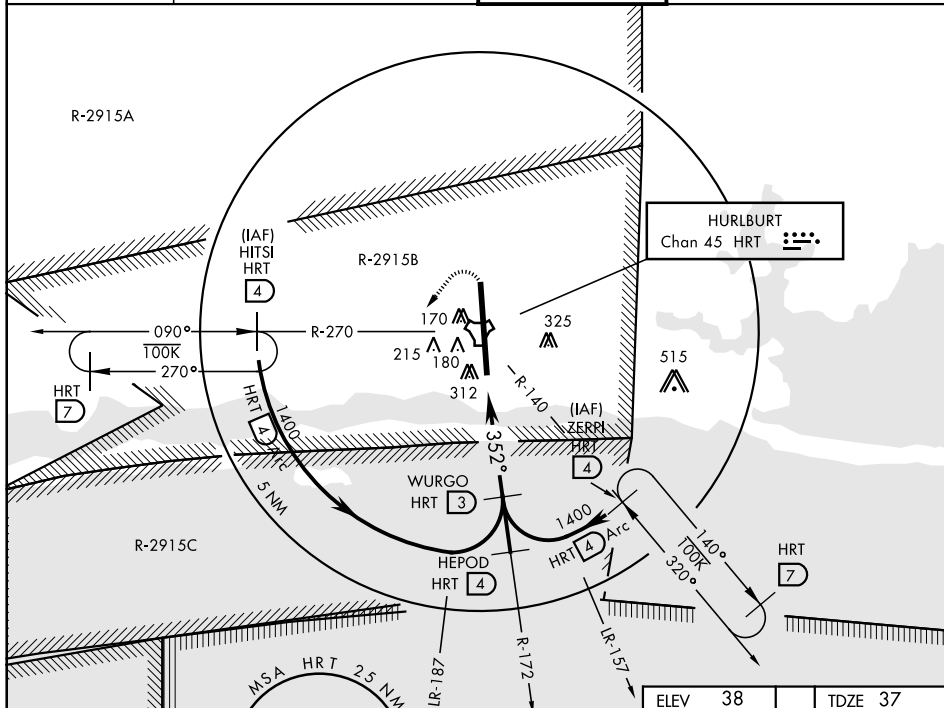 R-2915A
HURLBURT
Chan 45 HRT
(IAF)
HITSI
HRT
4
R-2915B
170
325
090°
R-270
100K
215
180
270°
312
515
HRT
7
R-140
(IAF)
ZERPI
HRT
4
1400
HRT 4 Arc
352°
WURGO
HRT 3
5 NM
1400
HRT 4 Arc
140°
100K
320°
HRT
7
R-2915C
HEPOD
HRT 4
LR-187
R-172
LR-157
MSA HRT 25 NM
ELEV 38
TDZE 37